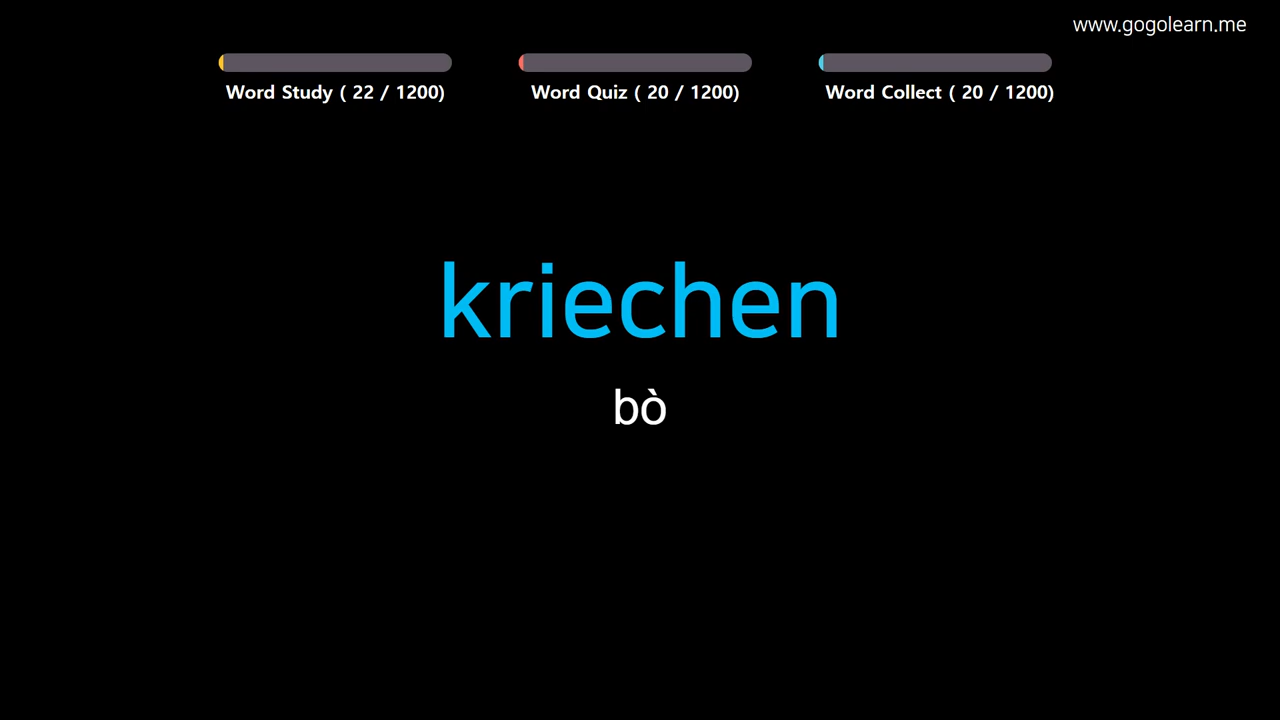 www.gogolearn.me
Word Study ( 22 / 1200)
Word Quiz ( 20 / 1200)
Word Collect ( 20 / 1200)
kriechen
bò